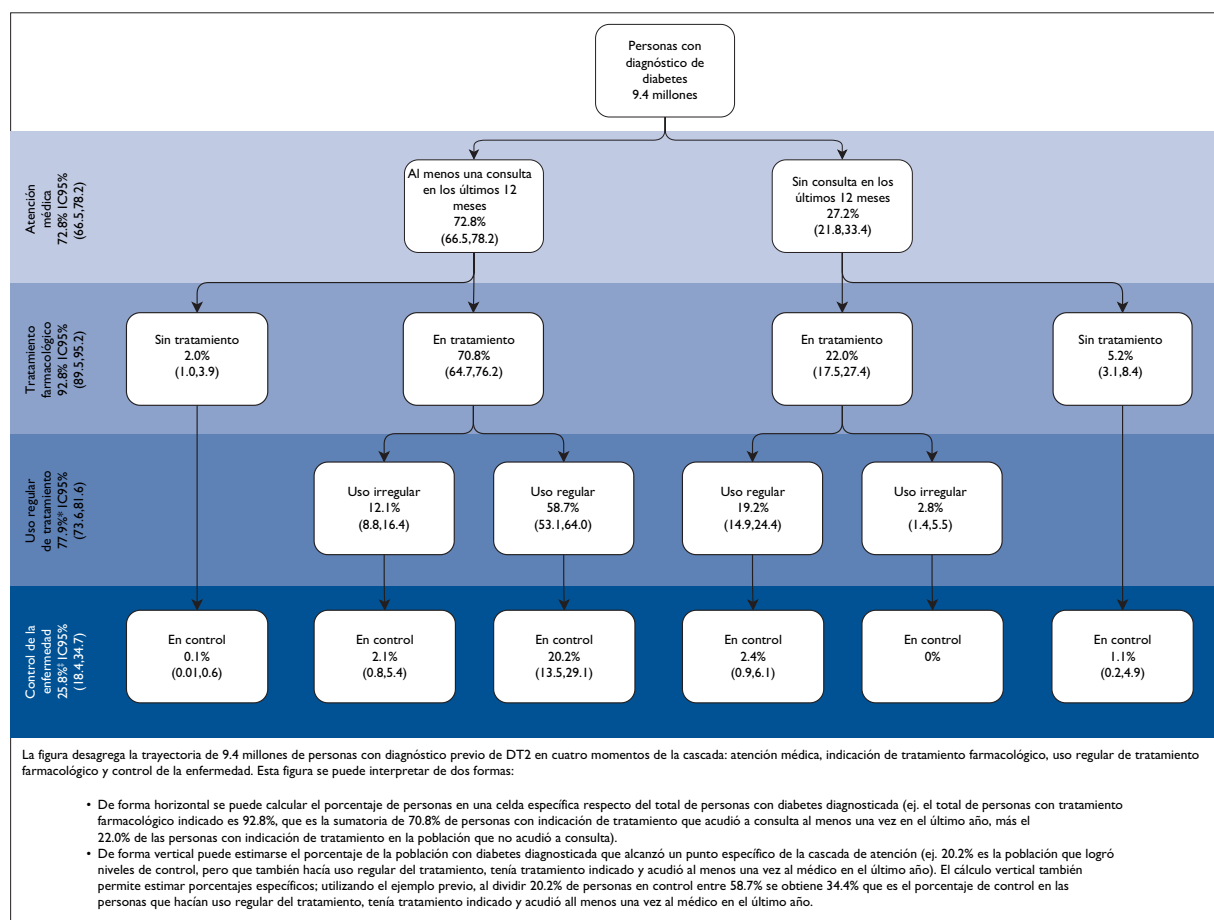 Personas con
diagnóstico de
diabetes
9.4 millones
Atención
médica
72.8% IC95%
(66.5,78.2)
Al menos una consulta
en los últimos 12
meses
72.8%
(66.5,78.2)
Sin consulta en los
últimos 12 meses
27.2%
(21.8,33.4)
Tratamiento
farmacológico
92.8% IC95%
(89.5,95.2)
Sin tratamiento
2.0%
(1.0,3.9)
En tratamiento
70.8%
(64.7,76.2)
En tratamiento
22.0%
(17.5,27.4)
Sin tratamiento
5.2%
(3.1,8.4)
Uso regular
de tratamiento
77.9%* IC95%
(73.6,81.6)
Uso irregular
12.1%
(8.8,16.4)
Uso regular
58.7%
(53.1,64.0)
Uso regular
19.2%
(14.9,24.4)
Uso irregular
2.8%
(1.4,5.5)
Control de la
enfermedad
25.8%‡ IC95%
(18.4,34.7)
En control
0.1%
(0.01,0.6)
En control
2.1%
(0.8,5.4)
En control
20.2%
(13.5,29.1)
En control
2.4%
(0.9,6.1)
En control
0%
En control
1.1%
(0.2,4.9)
La figura desagrega la trayectoria de 9.4 millones de personas con diagnóstico previo de DT2 en cuatro momentos de la cascada: atención médica, indicación de tratamiento farmacológico, uso regular de tratamiento
farmacológico y control de la enfermedad. Esta figura se puede interpretar de dos formas:
• De forma horizontal se puede calcular el porcentaje de personas en una celda específica respecto del total de personas con diabetes diagnosticada (ej. el total de personas con tratamiento
farmacológico indicado es 92.8%, que es la sumatoria de 70.8% de personas con indicación de tratamiento que acudió a consulta al menos una vez en el último año, más el
22.0% de las personas con indicación de tratamiento en la población que no acudió a consulta).
• De forma vertical puede estimarse el porcentaje de la población con diabetes diagnosticada que alcanzó un punto específico de la cascada de atención (ej. 20.2% es la población que logró
niveles de control, pero que también hacía uso regular del tratamiento, tenía tratamiento indicado y acudió al menos una vez al médico en el último año). El cálculo vertical también
permite estimar porcentajes específicos; utilizando el ejemplo previo, al dividir 20.2% de personas en control entre 58.7% se obtiene 34.4% que es el porcentaje de control en las
personas que hacían uso regular del tratamiento, tenía tratamiento indicado y acudió all menos una vez al médico en el último año.